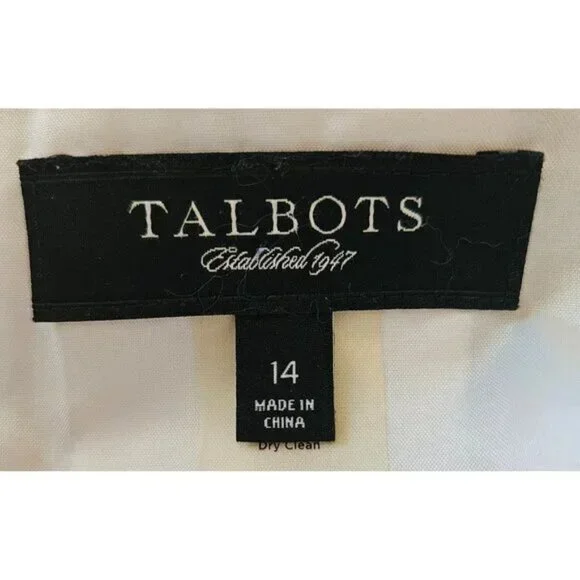 TALBOTS
Established 1947
14
MADE IN
CHINA
Dry Clean